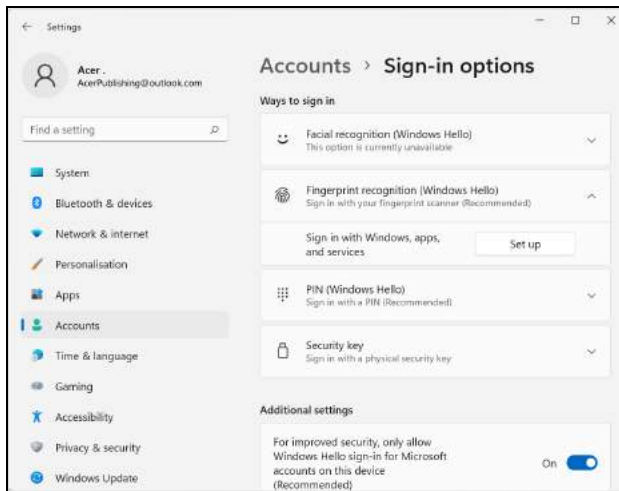 Settings
Acer .
AcerPublishing@outlook.com
Find a setting
System
Bluetooth & devices
Network & internet
Personalisation
Apps
Accounts
Time & language
Gaming
Accessibility
Privacy & security
Windows Update
Accounts > Sign-in options
Ways to sign in
Facial recognition (Windows Hello)
This option is currently unavailable
Fingerprint recognition (Windows Hello)
Sign in with your fingerprint scanner (Recommended)
Sign in with Windows, apps,
and services
Set up
PIN (Windows Hello)
Sign in with a PIN (Recommended)
Security key
Sign in with a physical security key
Additional settings
For improved security, only allow
Windows Hello sign-in for Microsoft
accounts on this device
(Recommended)
On